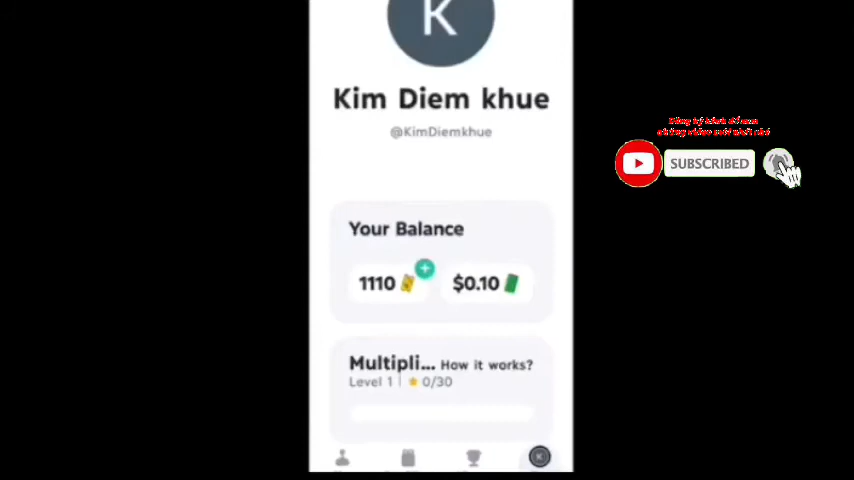 K
Kim Diem khue
@KimDiemkhue
Your Balance
1110 $0.10
Multipli... How it works?
Level 1 | 0/30
K
SUBSCRIBED